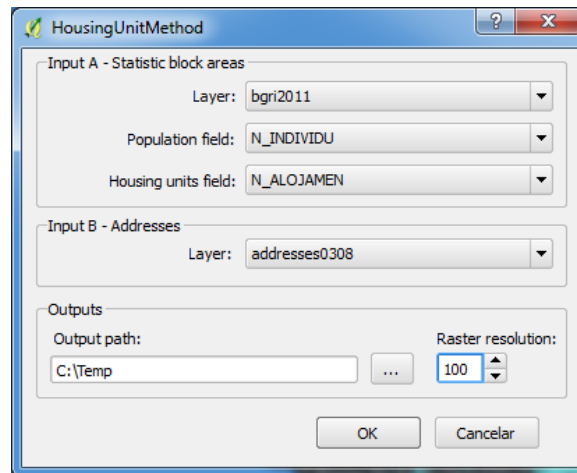 HousingUnitMethod
Input A - Statistic block areas
Layer: bgri2011
Population field: N_INDIVIDU
Housing units field: N_ALOJAMEN
Input B - Addresses
Layer: addresses0308
Outputs
Output path: Raster resolution:
C:\Temp ... 100
OK Cancelar